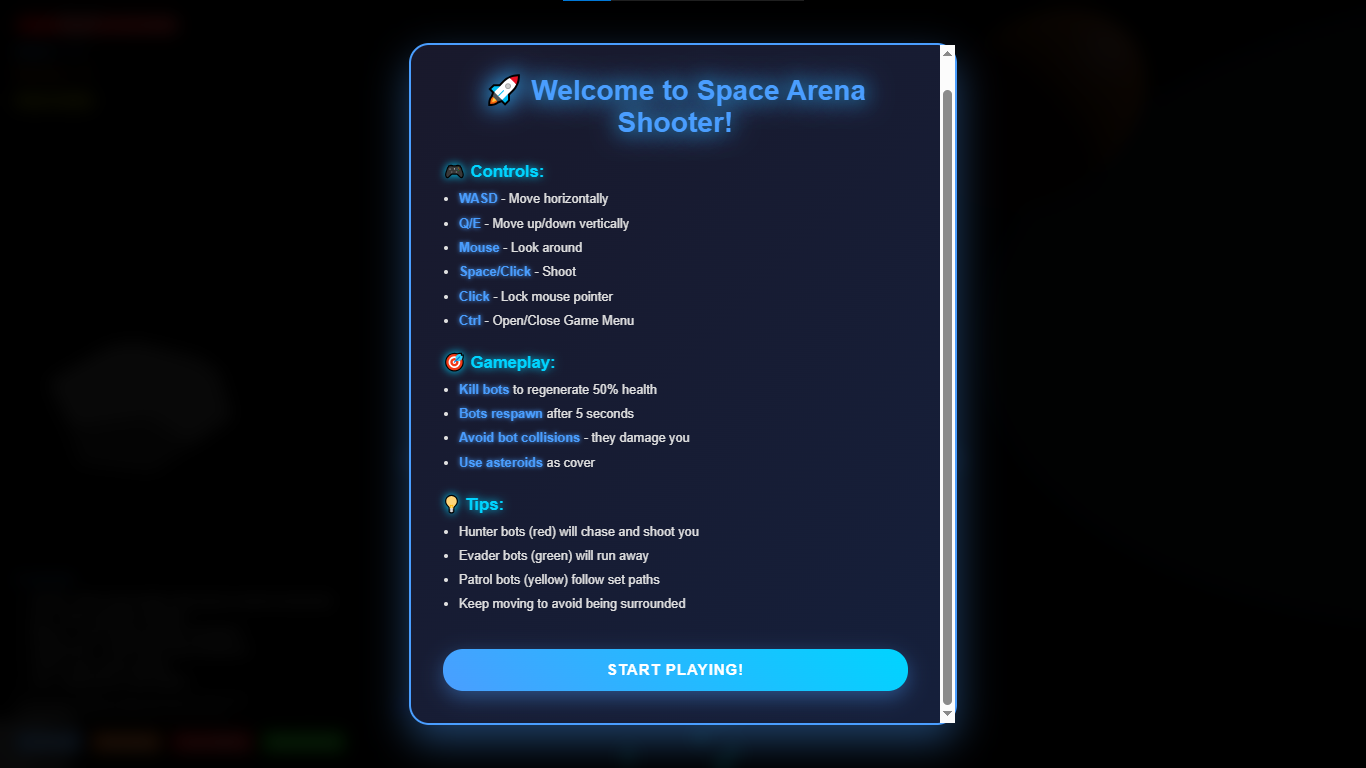 🚀 Welcome to Space Arena
Shooter!
🎮 Controls:
• WASD - Move horizontally
• Q/E - Move up/down vertically
• Mouse - Look around
• Space/Click - Shoot
• Click - Lock mouse pointer
• Ctrl - Open/Close Game Menu
🎯 Gameplay:
• Kill bots to regenerate 50% health
• Bots respawn after 5 seconds
• Avoid bot collisions - they damage you
• Use asteroids as cover
💡 Tips:
• Hunter bots (red) will chase and shoot you
• Evader bots (green) will run away
• Patrol bots (yellow) follow set paths
• Keep moving to avoid being surrounded
START PLAYING!